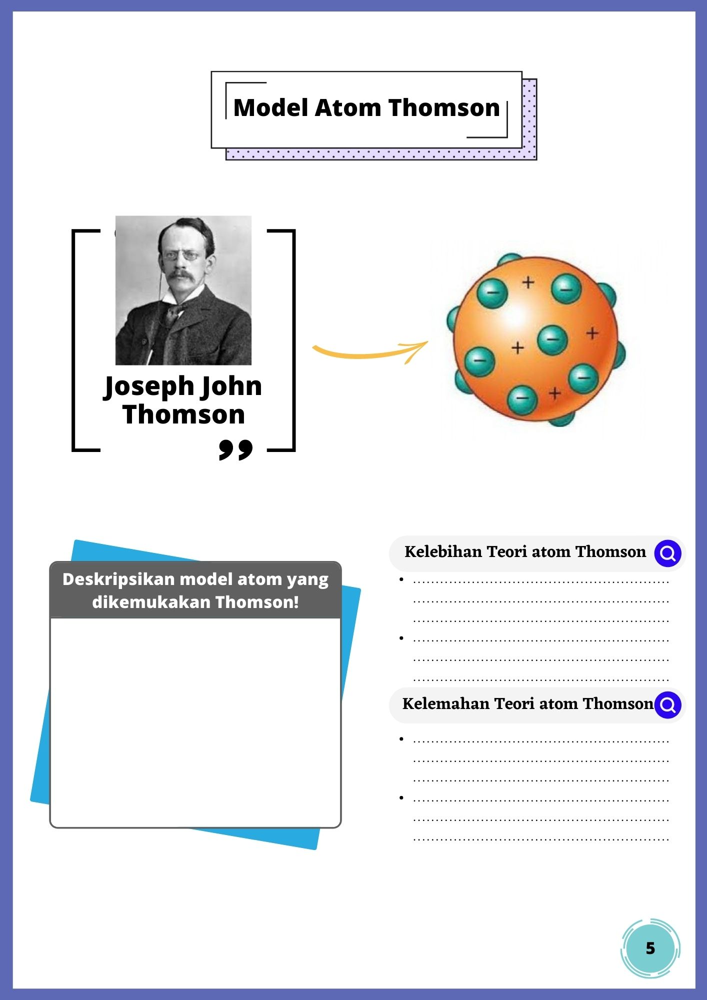 Model Atom Thomson
Joseph John
Thomson
”
− + −
+ − +
−
−
− +
Deskripsikan model atom yang
dikemukakan Thomson!
Kelebihan Teori atom Thomson
• ........................................................
........................................................
........................................................
• ........................................................
........................................................
........................................................
Kelemahan Teori atom Thomson
• ........................................................
........................................................
........................................................
• ........................................................
........................................................
........................................................
5